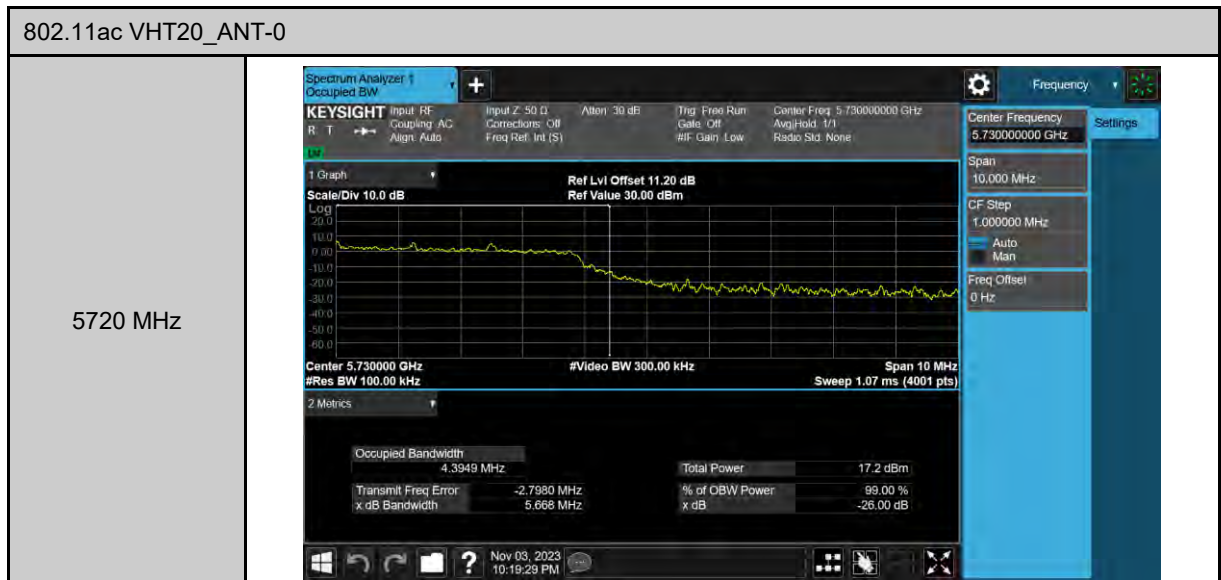 802.11ac VHT20_ANT-0
5720 MHz
Spectrum Analyzer 1
Occupied BW
+
Frequency
KEYSIGHT
R T
Input: RF
Coupling: AC
Align: Auto
Input Z: 50 Ω
Corrections: Off
Freq Ref: Int (S)
Atten: 30 dB
Trig: Free Run
Gate: Off
#IF Gain: Low
Center Freq: 5.730000000 GHz
Avg|Hold: 1/1
Radio Std: None
Center Frequency
5.730000000 GHz
Settings
Span
10.000 MHz
CF Step
1.000000 MHz
Auto
Man
Freq Offset
0 Hz
1 Graph
Scale/Div 10.0 dB
Ref Lvl Offset 11.20 dB
Ref Value 30.00 dBm
Log
20.0
10.0
0.00
-10.0
-20.0
-30.0
-40.0
-50.0
-60.0
Center 5.730000 GHz
#Res BW 100.00 kHz
#Video BW 300.00 kHz
Span 10 MHz
Sweep 1.07 ms (4001 pts)
2 Metrics
Occupied Bandwidth
4.3949 MHz
Total Power 17.2 dBm
Transmit Freq Error -2.7980 MHz
% of OBW Power 99.00 %
x dB Bandwidth 5.668 MHz
x dB -26.00 dB
?
Nov 03, 2023
10:19:29 PM